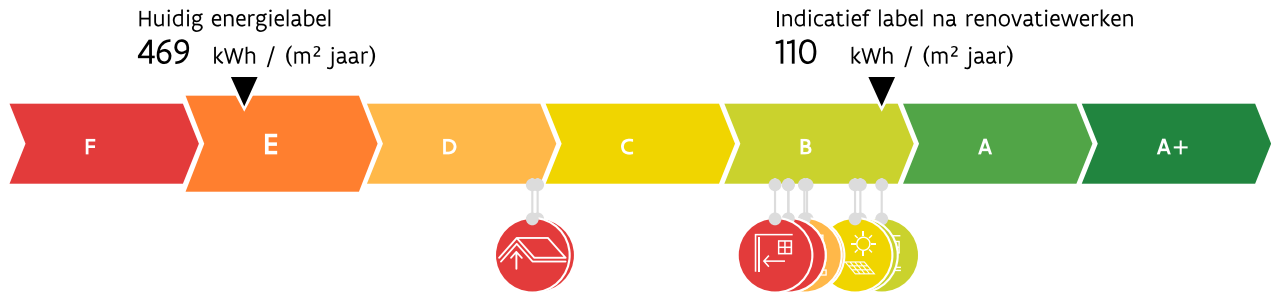 Huidig energielabel
469 kWh / (m² jaar)
Indicatief label na renovatiewerken
110 kWh / (m² jaar)
F E D C B A A+